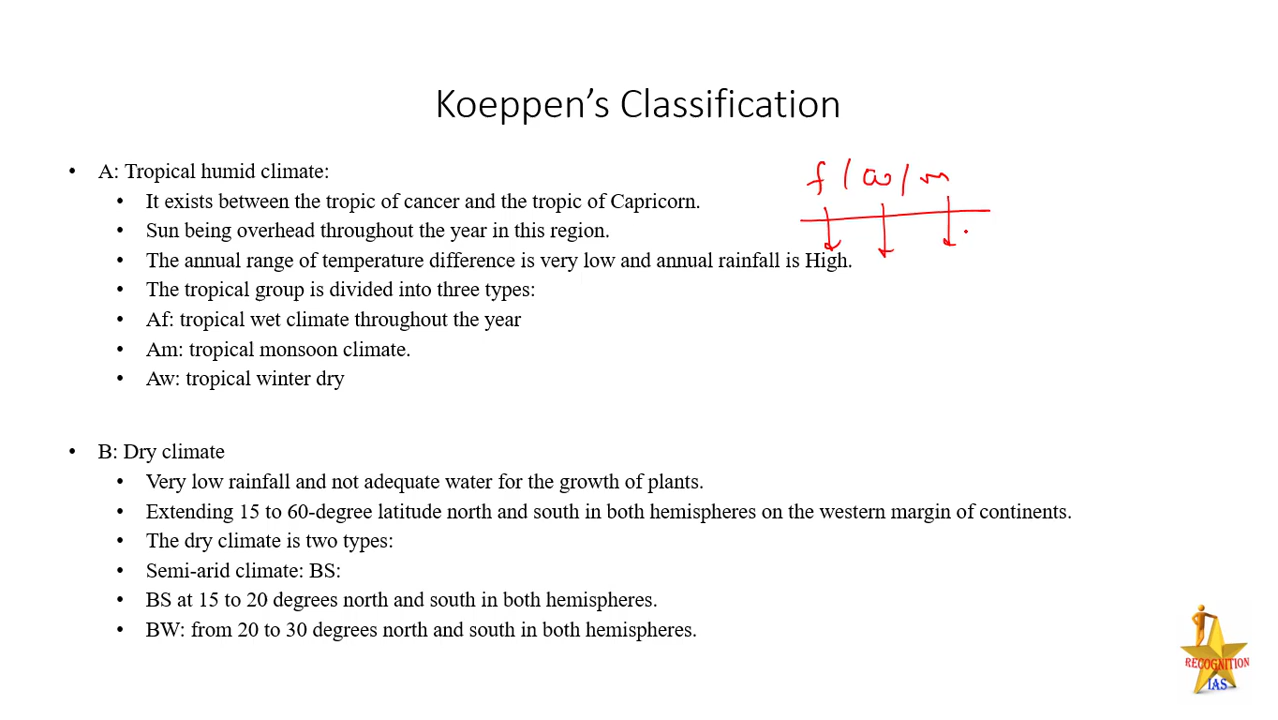 Koeppen’s Classification
• A: Tropical humid climate:
f / w / m
• It exists between the tropic of cancer and the tropic of Capricorn.
• Sun being overhead throughout the year in this region.
• The annual range of temperature difference is very low and annual rainfall is High.
• The tropical group is divided into three types:
• Af: tropical wet climate throughout the year
• Am: tropical monsoon climate.
• Aw: tropical winter dry
• B: Dry climate
• Very low rainfall and not adequate water for the growth of plants.
• Extending 15 to 60-degree latitude north and south in both hemispheres on the western margin of continents.
• The dry climate is two types:
• Semi-arid climate: BS:
• BS at 15 to 20 degrees north and south in both hemispheres.
• BW: from 20 to 30 degrees north and south in both hemispheres.
RECOGNITION
IAS